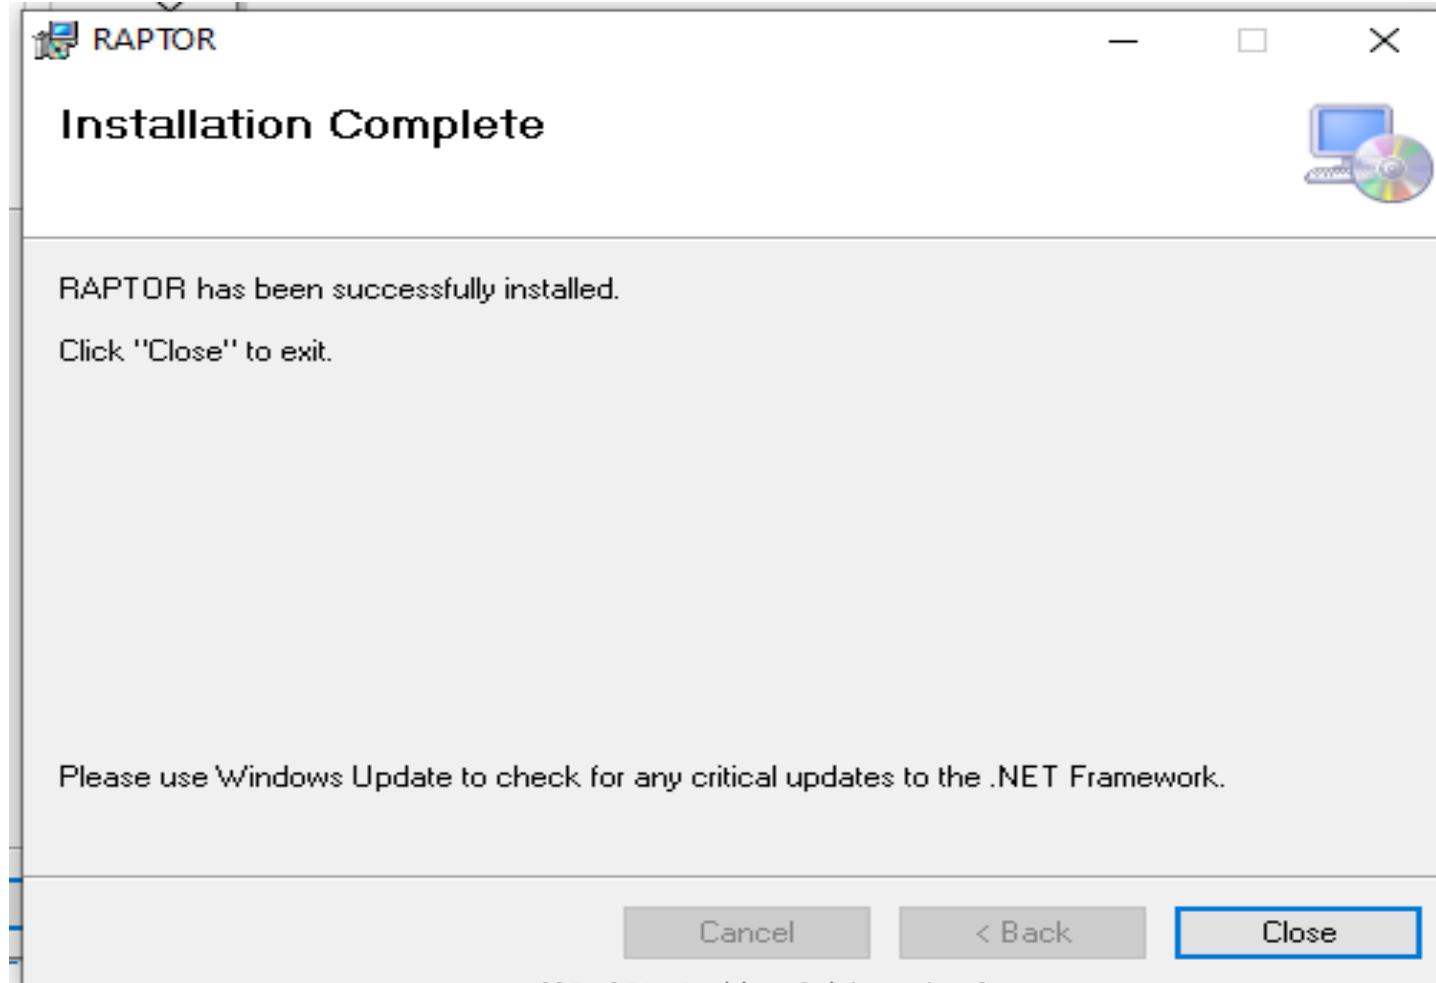 RAPTOR
Installation Complete
RAPTOR has been successfully installed.
Click "Close" to exit.
Please use Windows Update to check for any critical updates to the .NET Framework.
Cancel
< Back
Close